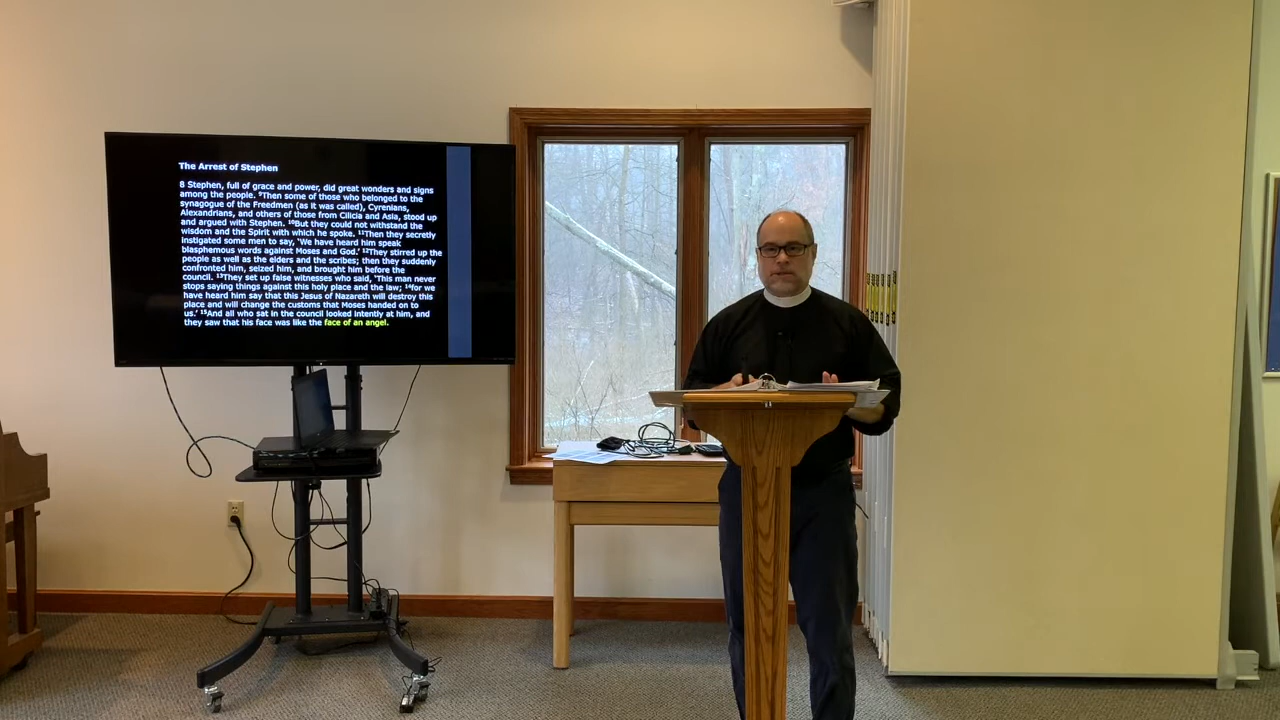 The Arrest of Stephen
8 Stephen, full of grace and power, did great wonders and signs
among the people. ⁹Then some of those who belonged to the
synagogue of the Freedmen (as it was called), Cyrenians,
Alexandrians, and others of those from Cilicia and Asia, stood up
and argued with Stephen. ¹⁰But they could not withstand the
wisdom and the Spirit with which he spoke. ¹¹Then they secretly
instigated some men to say, ‘We have heard him speak
blasphemous words against Moses and God.’ ¹²They stirred up the
people as well as the elders and the scribes; then they suddenly
confronted him, seized him, and brought him before the
council. ¹³They set up false witnesses who said, ‘This man never
stops saying things against this holy place and the law; ¹⁴for we
have heard him say that this Jesus of Nazareth will destroy this
place and will change the customs that Moses handed on to
us.’ ¹⁵And all who sat in the council looked intently at him, and
they saw that his face was like the face of an angel.